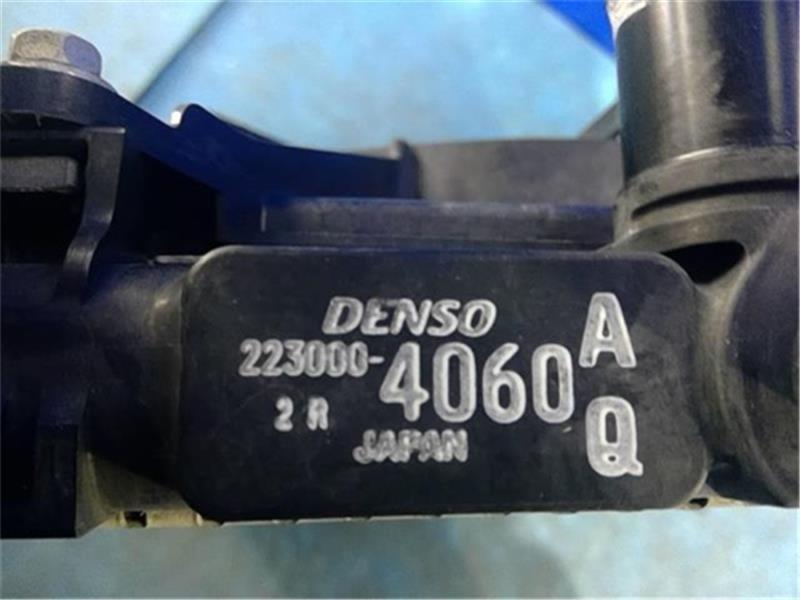 DENSO
223000-4060 A
2 R Q
JAPAN